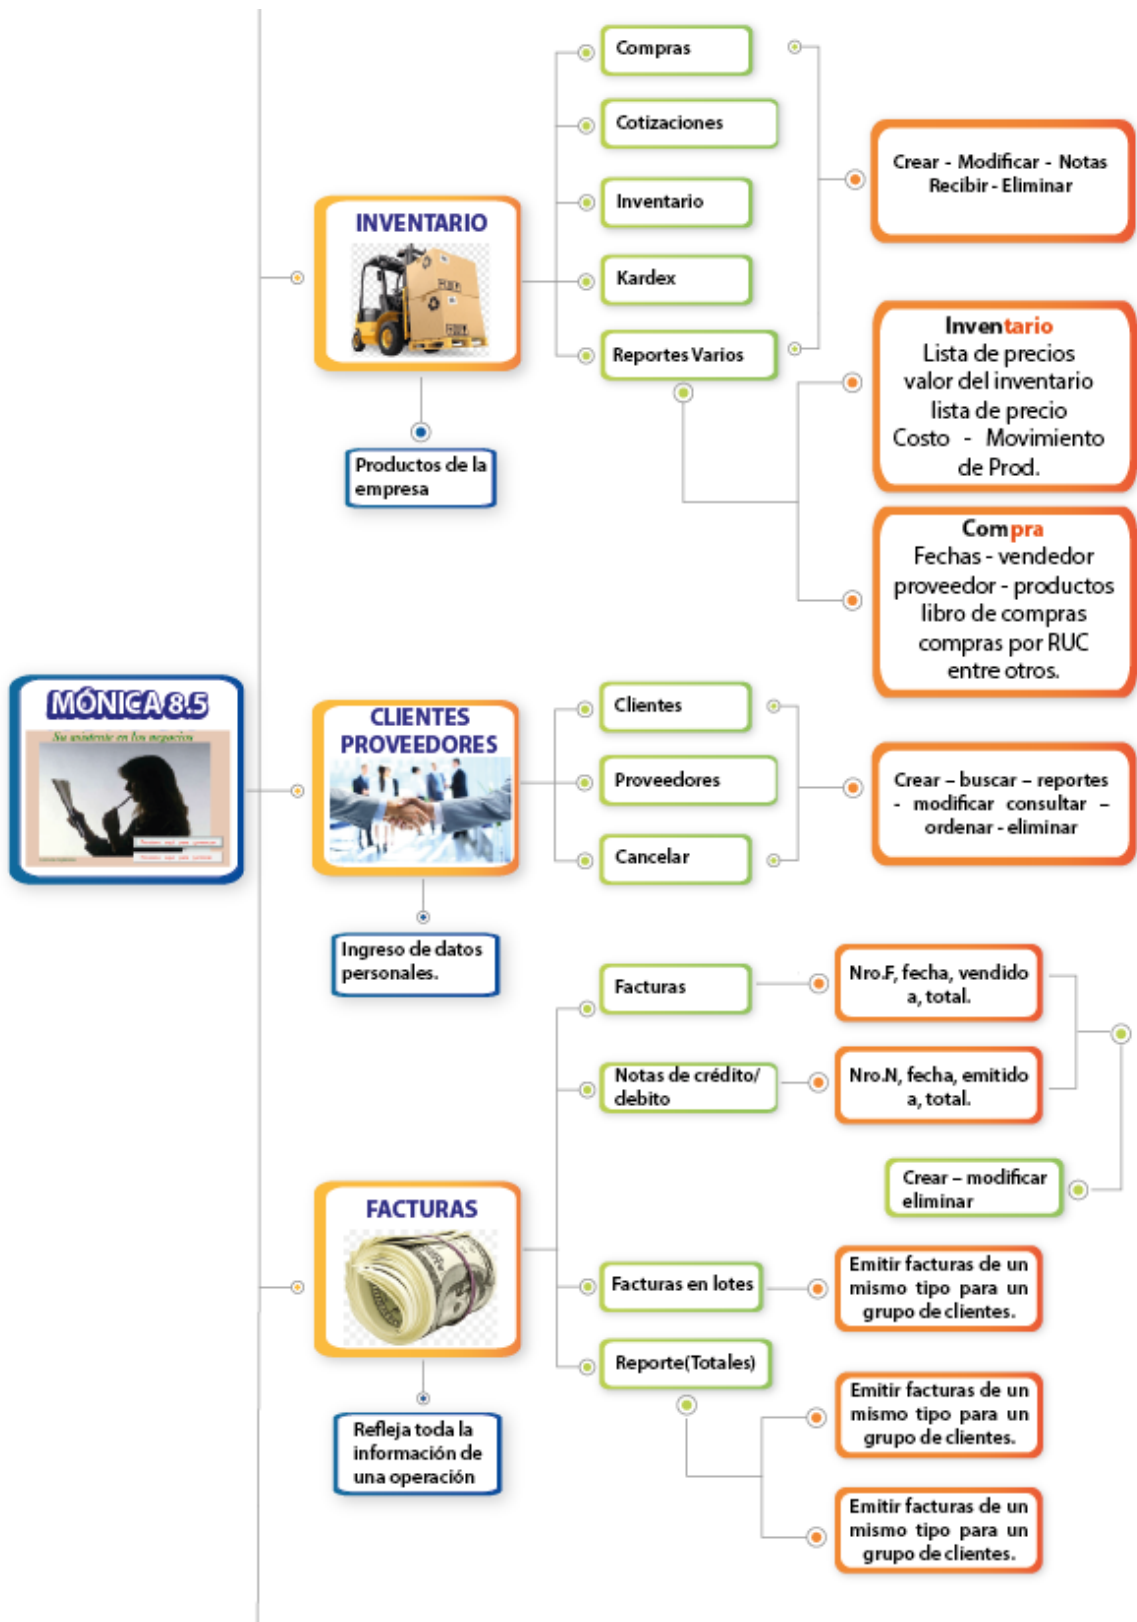 Compras
Cotizaciones
Inventario
Kardex
Reportes Varios
Crear - Modificar - Notas
Recibir - Eliminar
INVENTARIO
Productos de la
empresa
Inventario
Lista de precios
valor del inventario
lista de precio
Costo - Movimiento
de Prod.
Compra
Fechas - vendedor
proveedor - productos
libro de compras
compras por RUC
entre otros.
MÓNICA 8.5
Su asistente en los negocios
CLIENTES
PROVEEDORES
Clientes
Proveedores
Cancelar
Crear – buscar – reportes
- modificar consultar –
ordenar - eliminar
Ingreso de datos
personales.
Facturas
Nro.F, fecha, vendido
a, total.
Notas de crédito/
debito
Nro.N, fecha, emitido
a, total.
Crear – modificar
eliminar
FACTURAS
Facturas en lotes
Emitir facturas de un
mismo tipo para un
grupo de clientes.
Reporte(Totales)
Emitir facturas de un
mismo tipo para un
grupo de clientes.
Emitir facturas de un
mismo tipo para un
grupo de clientes.
Refleja toda la
información de
una operación